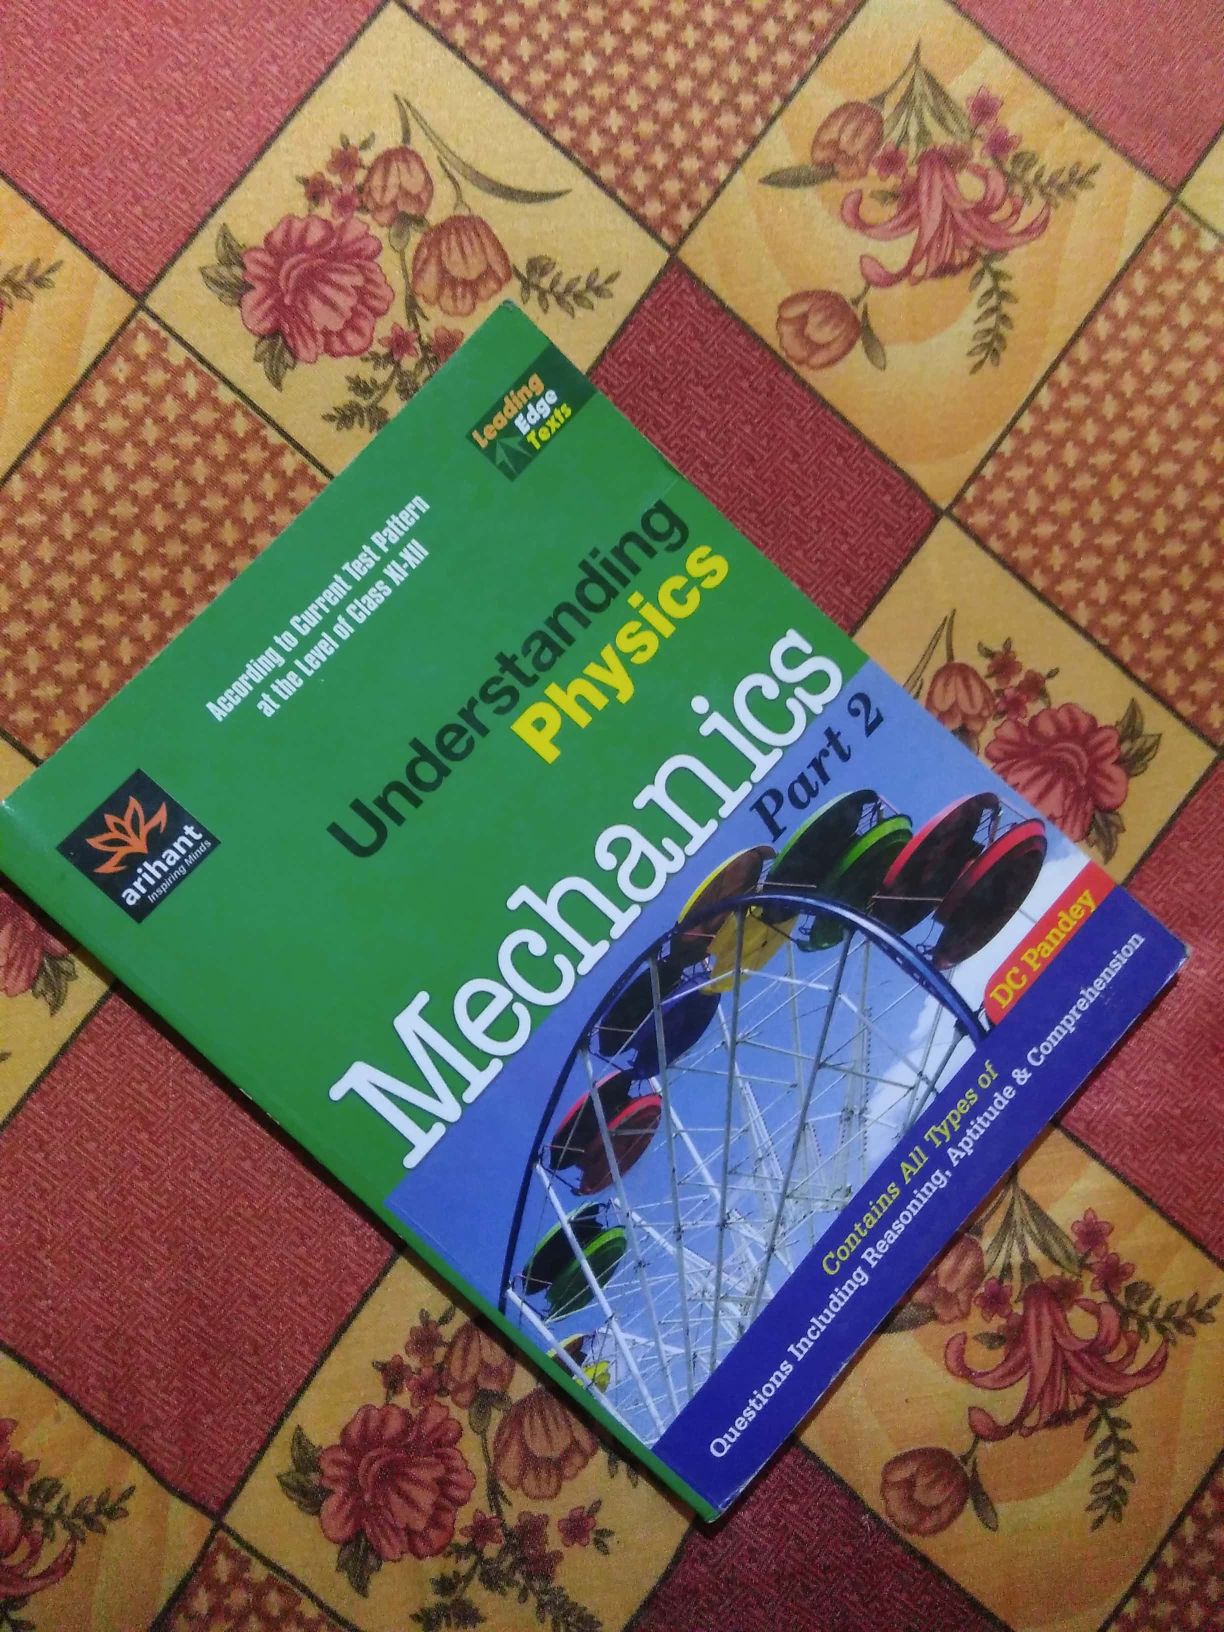 Leading
Edge
Texts
According to Current Test Pattern
at the Level of Class XI-XII
Understanding
Physics
Mechanics
Part 2
arihant
Inspiring Minds
DC Pandey
Contains All Types of
Questions Including Reasoning, Aptitude & Comprehension